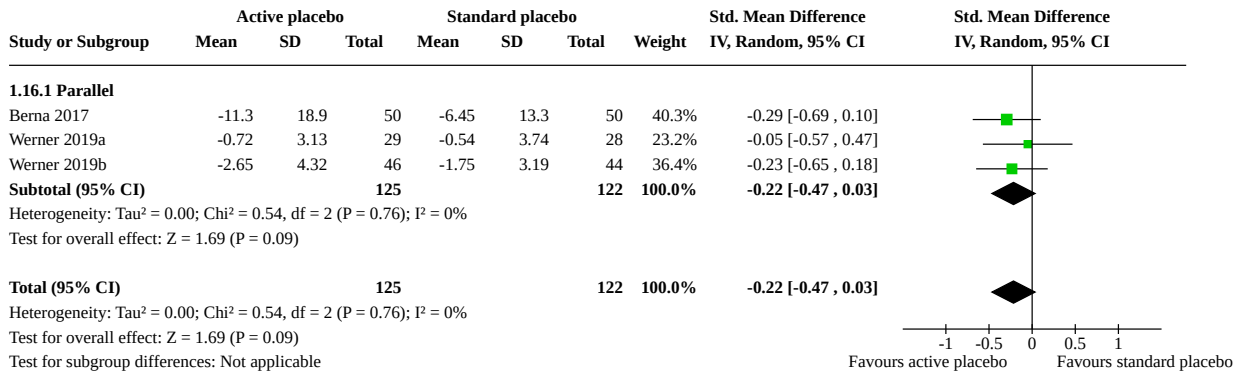 Active placebo Standard placebo Std. Mean Difference Std. Mean Difference
Study or Subgroup Mean SD Total Mean SD Total Weight IV, Random, 95% CI IV, Random, 95% CI
1.16.1 Parallel
Berna 2017 -11.3 18.9 50 -6.45 13.3 50 40.3% -0.29 [-0.69 , 0.10]
Werner 2019a -0.72 3.13 29 -0.54 3.74 28 23.2% -0.05 [-0.57 , 0.47]
Werner 2019b -2.65 4.32 46 -1.75 3.19 44 36.4% -0.23 [-0.65 , 0.18]
Subtotal (95% CI) 125 122 100.0% -0.22 [-0.47 , 0.03]
Heterogeneity: Tau² = 0.00; Chi² = 0.54, df = 2 (P = 0.76); I² = 0%
Test for overall effect: Z = 1.69 (P = 0.09)
Total (95% CI) 125 122 100.0% -0.22 [-0.47 , 0.03]
Heterogeneity: Tau² = 0.00; Chi² = 0.54, df = 2 (P = 0.76); I² = 0%
Test for overall effect: Z = 1.69 (P = 0.09)
-1 -0.5 0 0.5 1
Test for subgroup differences: Not applicable Favours active placebo Favours standard placebo